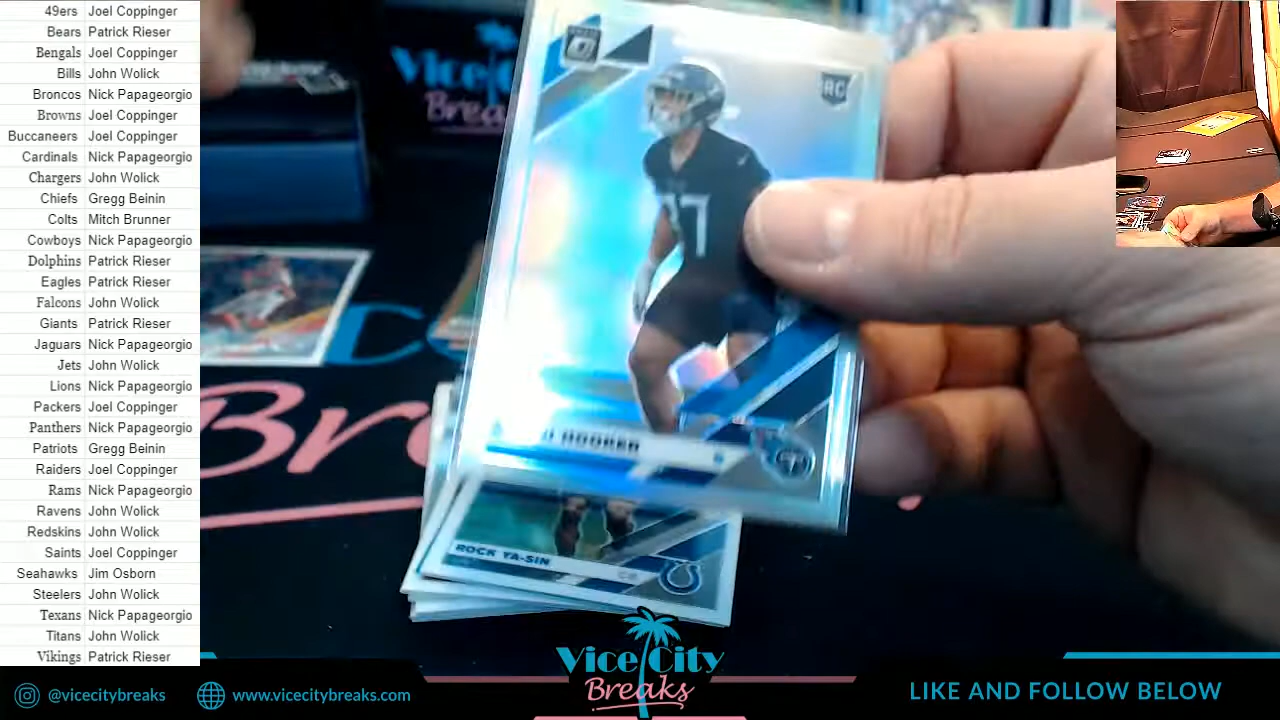 49ers Joel Coppinger
Bears Patrick Rieser
Bengals Joel Coppinger
Bills John Wolick
Broncos Nick Papageorgio
Browns Joel Coppinger
Buccaneers Joel Coppinger
Cardinals Nick Papageorgio
Chargers John Wolick
Chiefs Gregg Beinin
Colts Mitch Brunner
Cowboys Nick Papageorgio
Dolphins Patrick Rieser
Eagles Patrick Rieser
Falcons John Wolick
Giants Patrick Rieser
Jaguars Nick Papageorgio
Jets John Wolick
Lions Nick Papageorgio
Packers Joel Coppinger
Panthers Nick Papageorgio
Patriots Gregg Beinin
Raiders Joel Coppinger
Rams Nick Papageorgio
Ravens John Wolick
Redskins John Wolick
Saints Joel Coppinger
Seahawks Jim Osborn
Steelers John Wolick
Texans Nick Papageorgio
Titans John Wolick
Vikings Patrick Rieser
Vice
RC
HOOKER
ROCK YA-SIN
CB
Vice City
Breaks
@vicecitybreaks
www.vicecitybreaks.com
LIKE AND FOLLOW BELOW